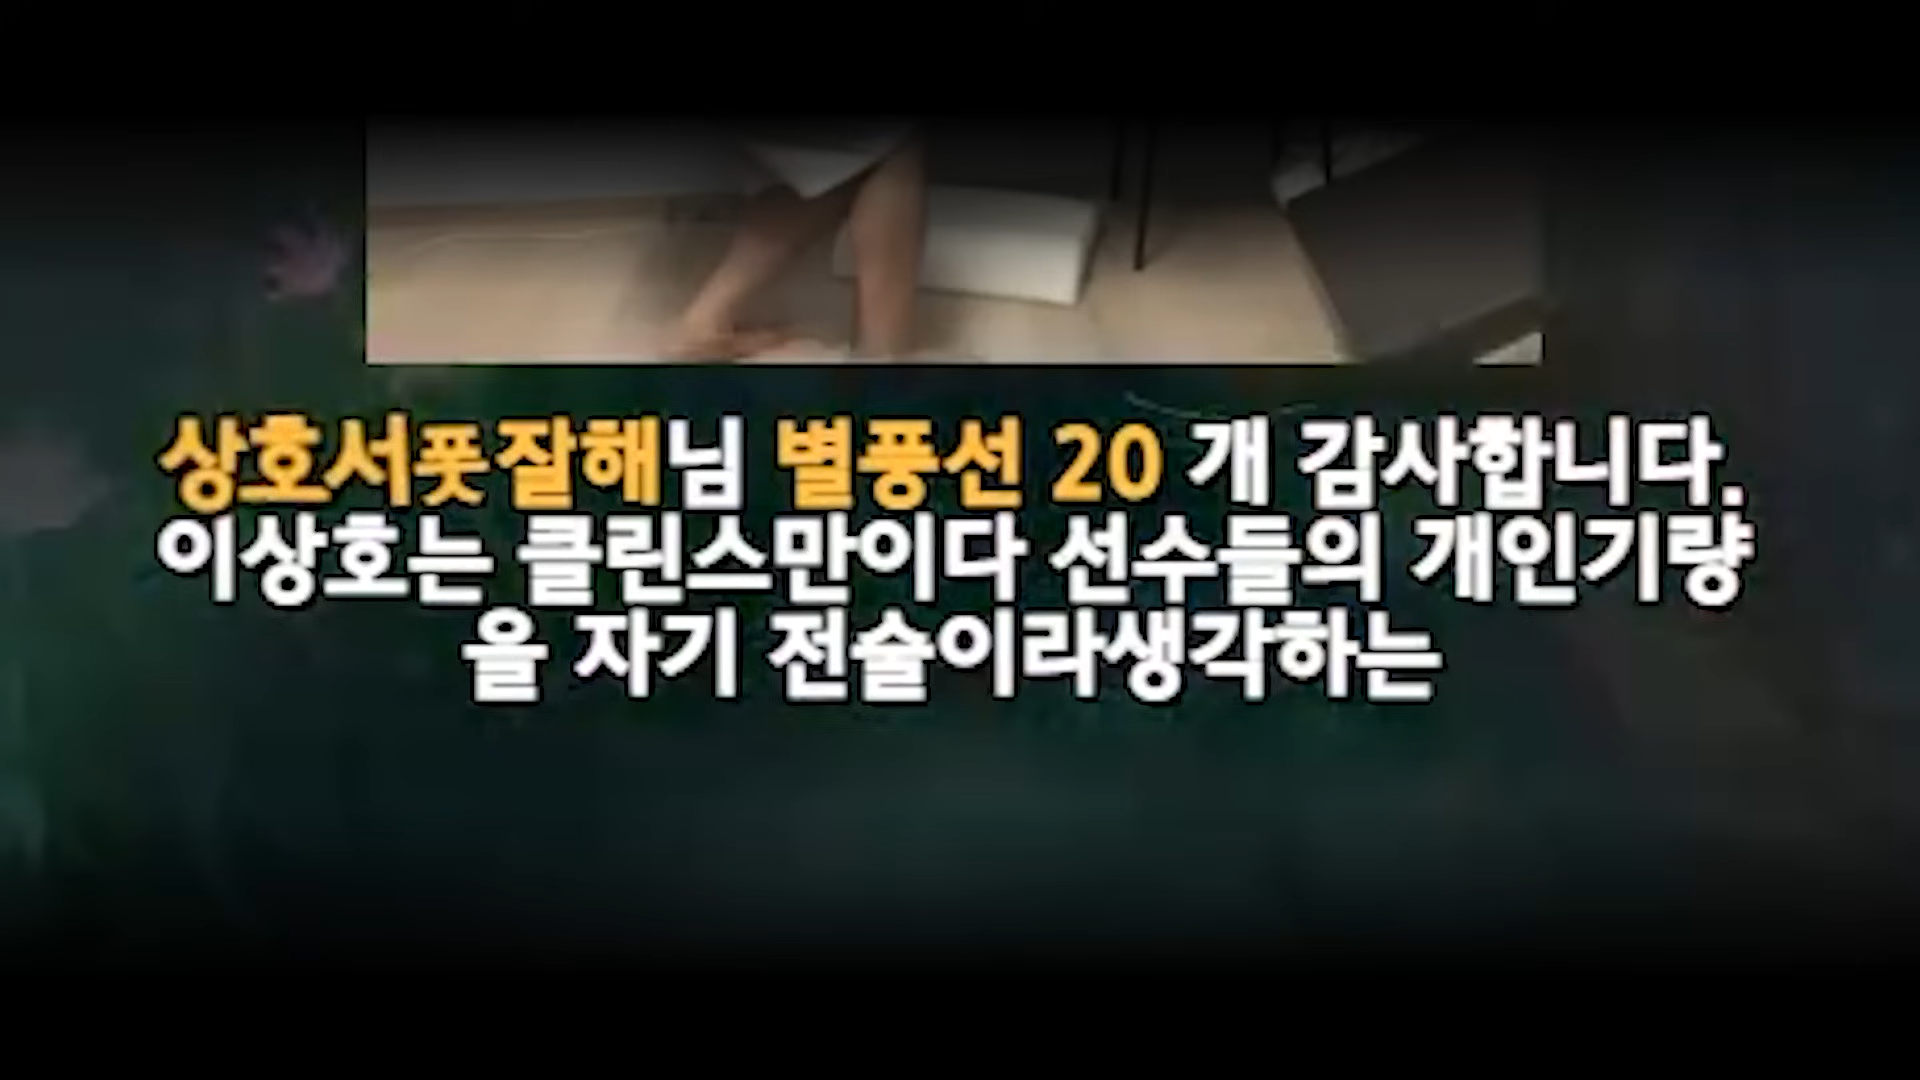 상호서폿잘해님 별풍선 20 개 감사합니다.
이상호는 클린스만이다 선수들의 개인기량
을 자기 전술이라생각하는